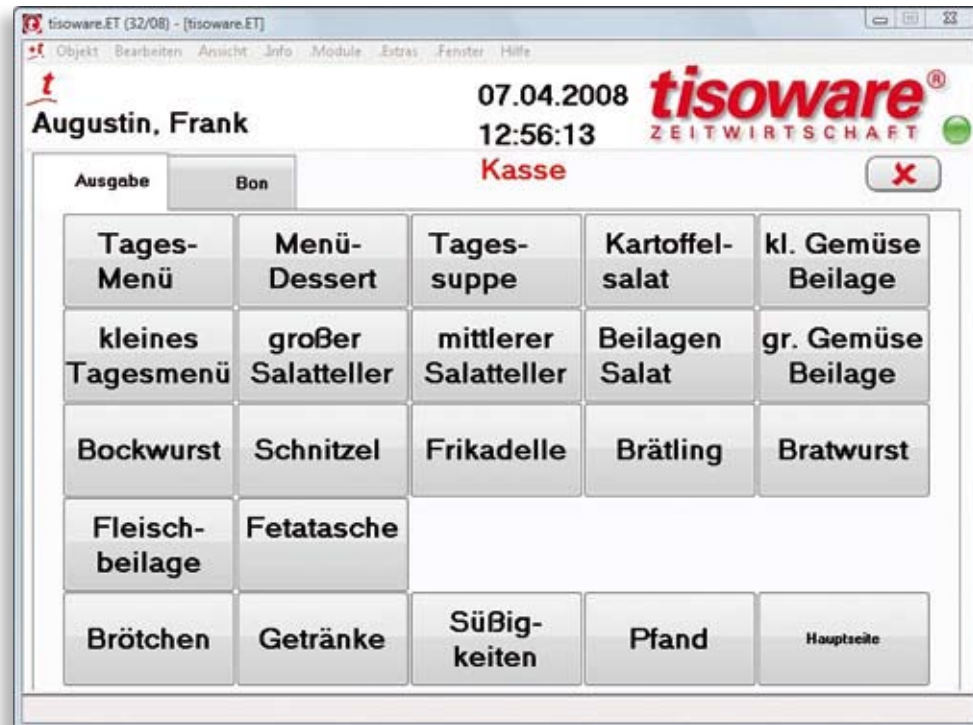 tisoware.ET (32/08) - [tisoware.ET]
Objekt Bearbeiten Ansicht .Info .Module .Extras .Fenster Hilfe
t
Augustin, Frank
07.04.2008
12:56:13
Kasse
tisoware®
ZEITWIRTSCHAFT
Ausgabe
Bon
Tages-
Menü
Menü-
Dessert
Tages-
suppe
Kartoffel-
salat
kl. Gemüse
Beilage
kleines
Tagesmenü
großer
Salatteller
mittlerer
Salatteller
Beilagen
Salat
gr. Gemüse
Beilage
Bockwurst
Schnitzel
Frikadelle
Brätling
Bratwurst
Fleisch-
beilage
Fetatasche
Brötchen
Getränke
Süßig-
keiten
Pfand
Hauptseite